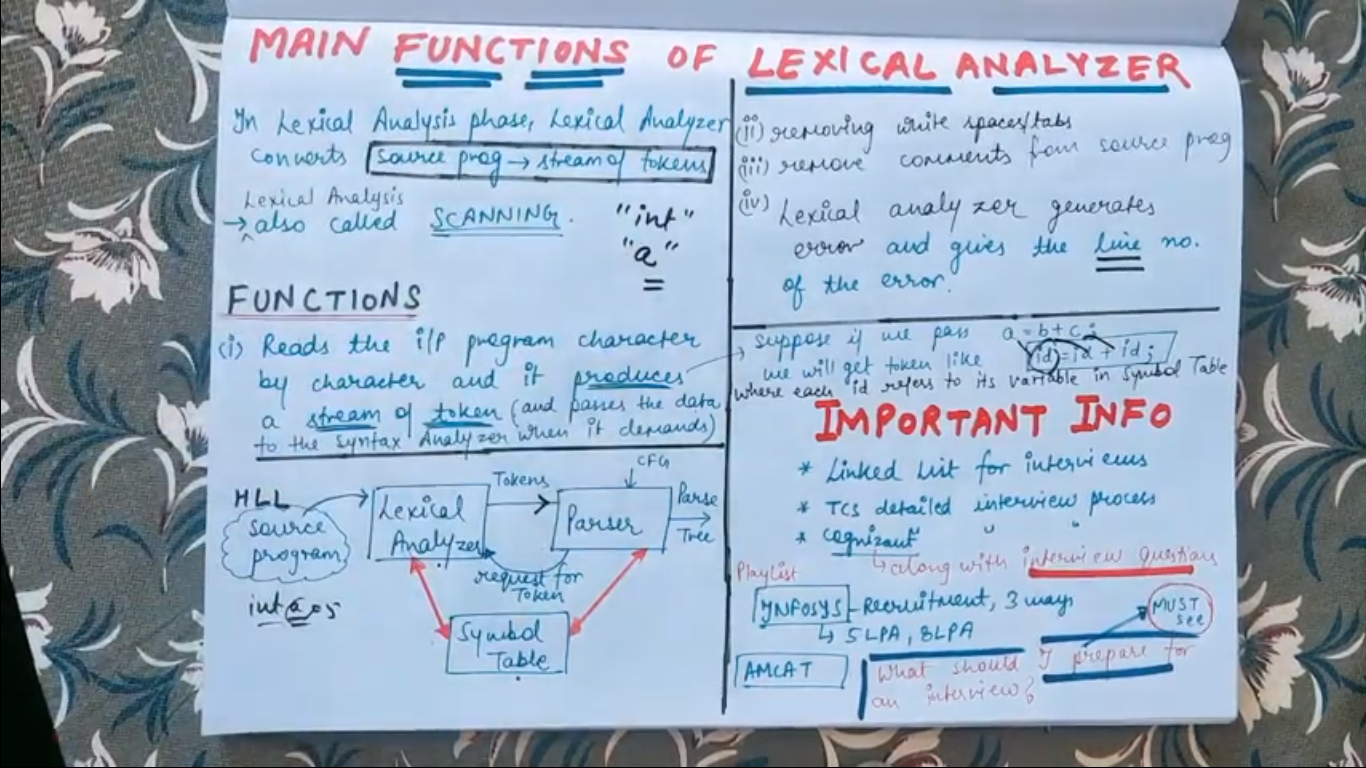 MAIN FUNCTIONS OF LEXICAL ANALYZER
In Lexical Analysis phase, Lexical Analyzer
converts source prog → stream of tokens
Lexical Analysis
→ also called SCANNING.
"int"
"a"
FUNCTIONS
(i) Reads the i/p program character
by character and it produces
a stream of token (and passes the data
to the Syntax Analyzer when it demands)
HLL
source
program
int a=5
Lexical
Analyzer
Tokens
request for
Token
CFG
Parser
Parse
Tree
Symbol
Table
(ii) removing white spaces/tabs
(iii) remove comments from source prog
(iv) Lexical analyzer generates
error and gives the line no.
of the error.
suppose if we pass a = b + c ;
we will get token like id = id + id ;
where each id refers to its variable in Symbol Table
IMPORTANT INFO
* Linked List for interviews
* TCS detailed interview process
* Cognizant " "
↳ along with interview questions
Playlist
INFOSYS - Recruitment, 3 ways
↳ 5 LPA, 8 LPA
MUST
see
AMCAT
What should I prepare for
an interview?